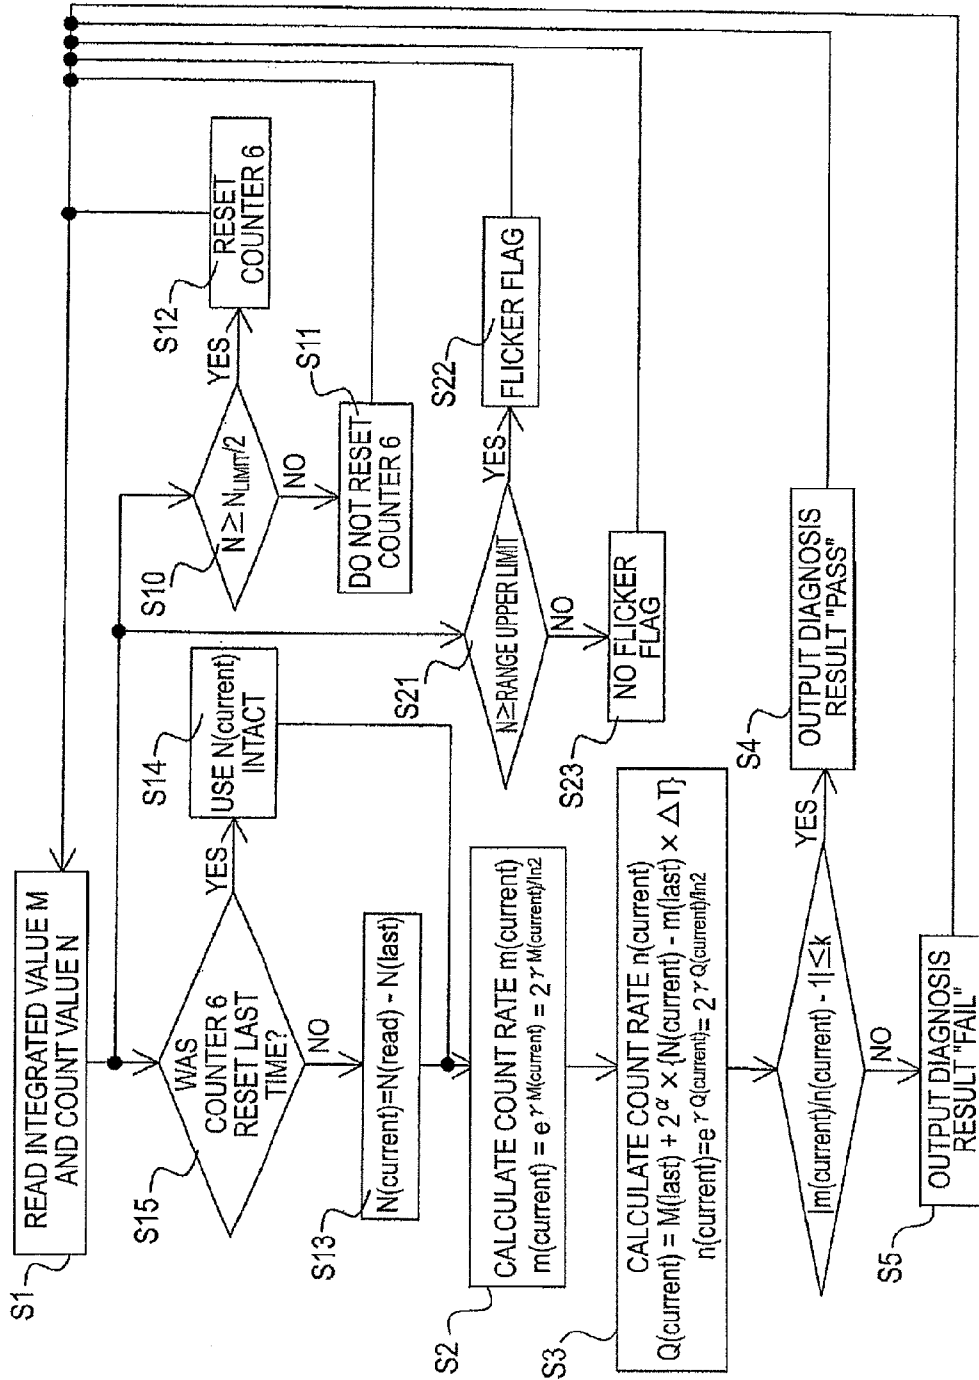 S1
READ INTEGRATED VALUE M
AND COUNT VALUE N
S15
WAS
COUNTER 6
RESET LAST
TIME?
YES
NO
S14
USE N(current)
INTACT
S13
N(current)=N(read) - N(last)
S10
N≥N_LIMIT/2
YES
NO
S12
RESET
COUNTER 6
S11
DO NOT RESET
COUNTER 6
S21
N≥RANGE UPPER LIMIT
YES
NO
S22
FLICKER FLAG
S23
NO FLICKER
FLAG
S2
CALCULATE COUNT RATE m(current)
m(current) = e^γ M(current) = 2^γ M(current)/ln2
S3
CALCULATE COUNT RATE n(current)
Q(current) = M(last) + 2^α × {N(current) - m(last) × ΔT}
n(current)=e^γ Q(current)= 2^γ Q(current)/ln2
|m(current)/n(current) - 1|≤k
YES
NO
S4
OUTPUT DIAGNOSIS
RESULT "PASS"
S5
OUTPUT DIAGNOSIS
RESULT "FAIL"